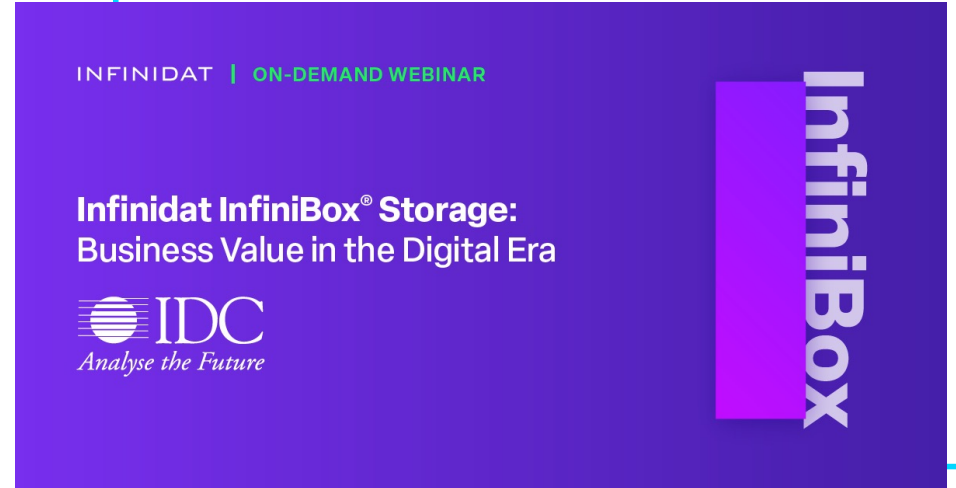 INFINIDAT | ON-DEMAND WEBINAR
Infinidat InfiniBox® Storage:
Business Value in the Digital Era
IDC
Analyse the Future
InfiniBox